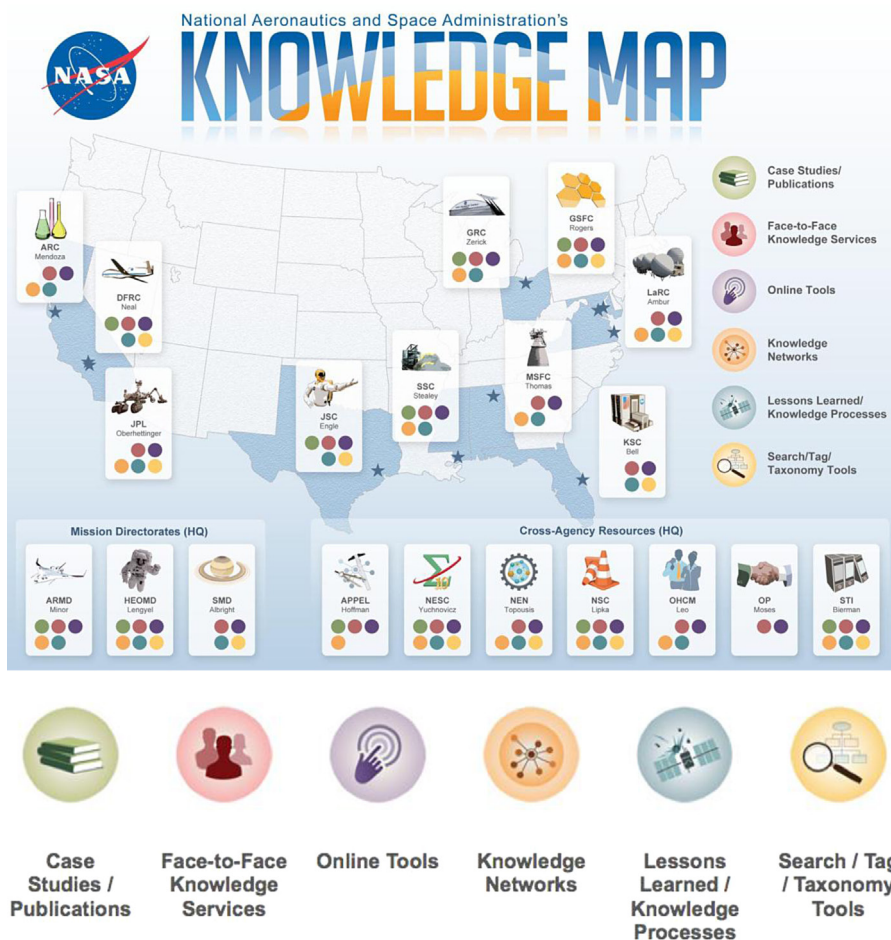 National Aeronautics and Space Administration's
NASA
KNOWLEDGE MAP
Case Studies/
Publications
Face-to-Face
Knowledge Services
Online Tools
Knowledge
Networks
Lessons Learned/
Knowledge Processes
Search/Tag/
Taxonomy Tools
ARC
Mendoza
DFRC
Neal
JPL
Oberhettinger
JSC
Engle
SSC
Stealey
GRC
Zerick
GSFC
Rogers
LaRC
Ambur
MSFC
Thomas
KSC
Bell
Mission Directorates (HQ)
ARMD
Minor
HEOMD
Lengyel
SMD
Albright
Cross-Agency Resources (HQ)
APPEL
Hoffman
NESC
Yuchnovicz
NEN
Topousis
NSC
Lipka
OHCM
Leo
OP
Moses
STI
Bierman
Case
Studies /
Publications
Face-to-Face
Knowledge
Services
Online Tools
Knowledge
Networks
Lessons
Learned /
Knowledge
Processes
Search / Tag
/ Taxonomy
Tools